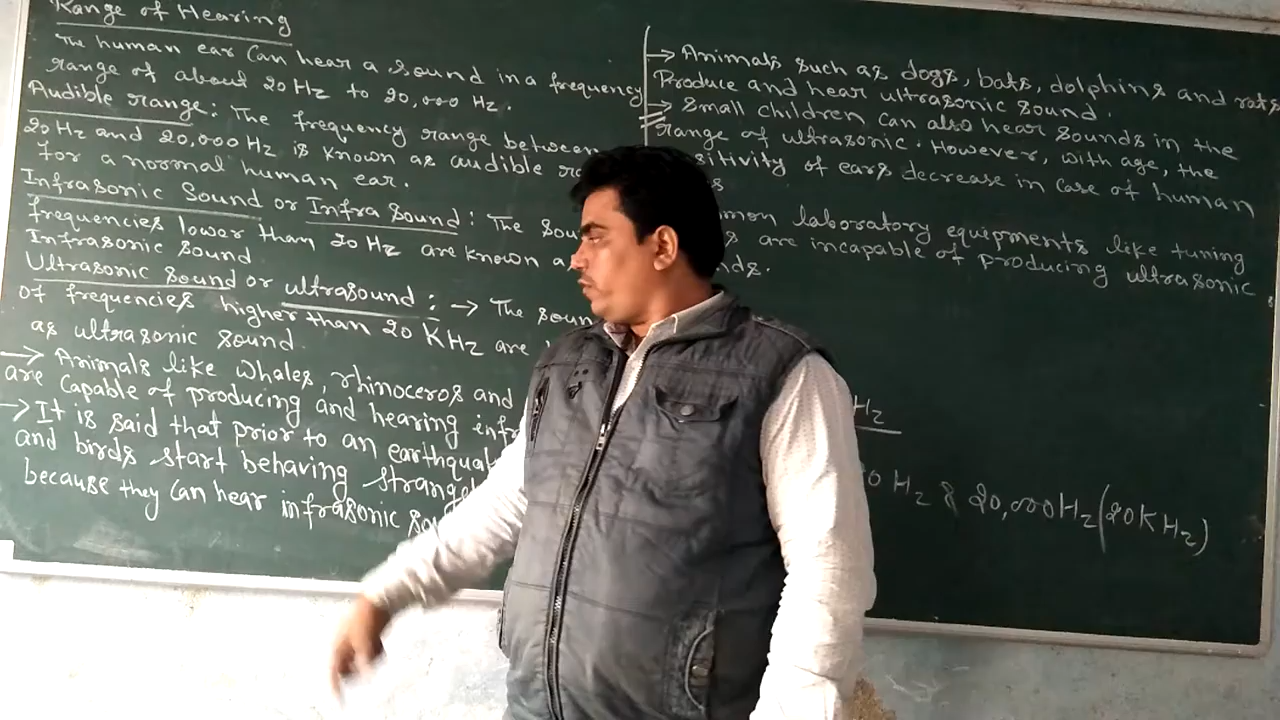 Range of Hearing
The human ear Can hear a sound in a frequency
range of about 20 Hz to 20,000 Hz.
Audible range: The frequency range between
20 Hz and 20,000 Hz is known as audible ra
for a normal human ear.
Infrasonic Sound or Infra sound: The sou
frequencies lower than 20 Hz are known a
Infrasonic sound
Ultrasonic sound or ultrasound: → The soun
of frequencies higher than 20 KHz are
as ultrasonic sound.
→ Animals like whales, rhinoceros and
are Capable of producing and hearing infr
→ It is said that prior to an earthqua
and birds start behaving strangel
because they Can hear infrasonic so
→ Animals such as dogs, bats, dolphins and rats
Produce and hear ultrasonic sound.
→ Small children Can also hear sounds in the
range of ultrasonic. However, with age, the
sitivity of ears decrease in Case of human
s
mon laboratory equipments like tuning
s are incapable of producing ultrasonic
nds.
Hz
0 Hz & 20,000Hz (20KHz)